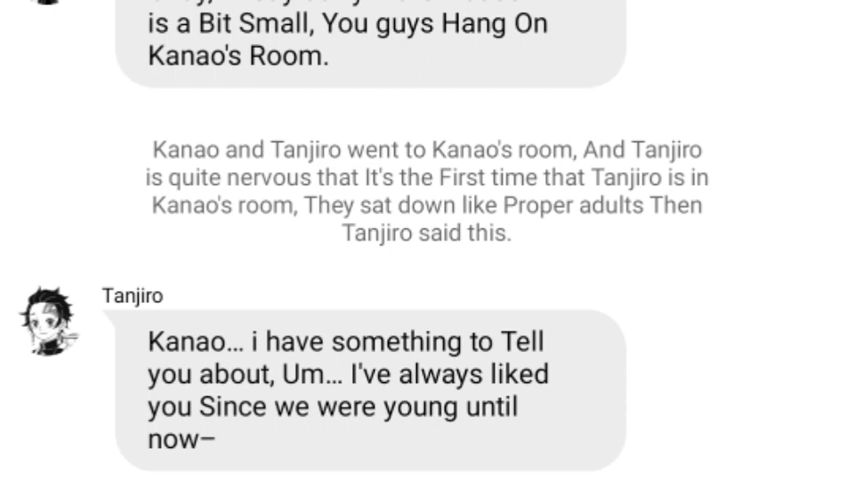 is a Bit Small, You guys Hang On
Kanao's Room.
Kanao and Tanjiro went to Kanao's room, And Tanjiro
is quite nervous that It's the First time that Tanjiro is in
Kanao's room, They sat down like Proper adults Then
Tanjiro said this.
Tanjiro
Kanao... i have something to Tell
you about, Um... I've always liked
you Since we were young until
now–